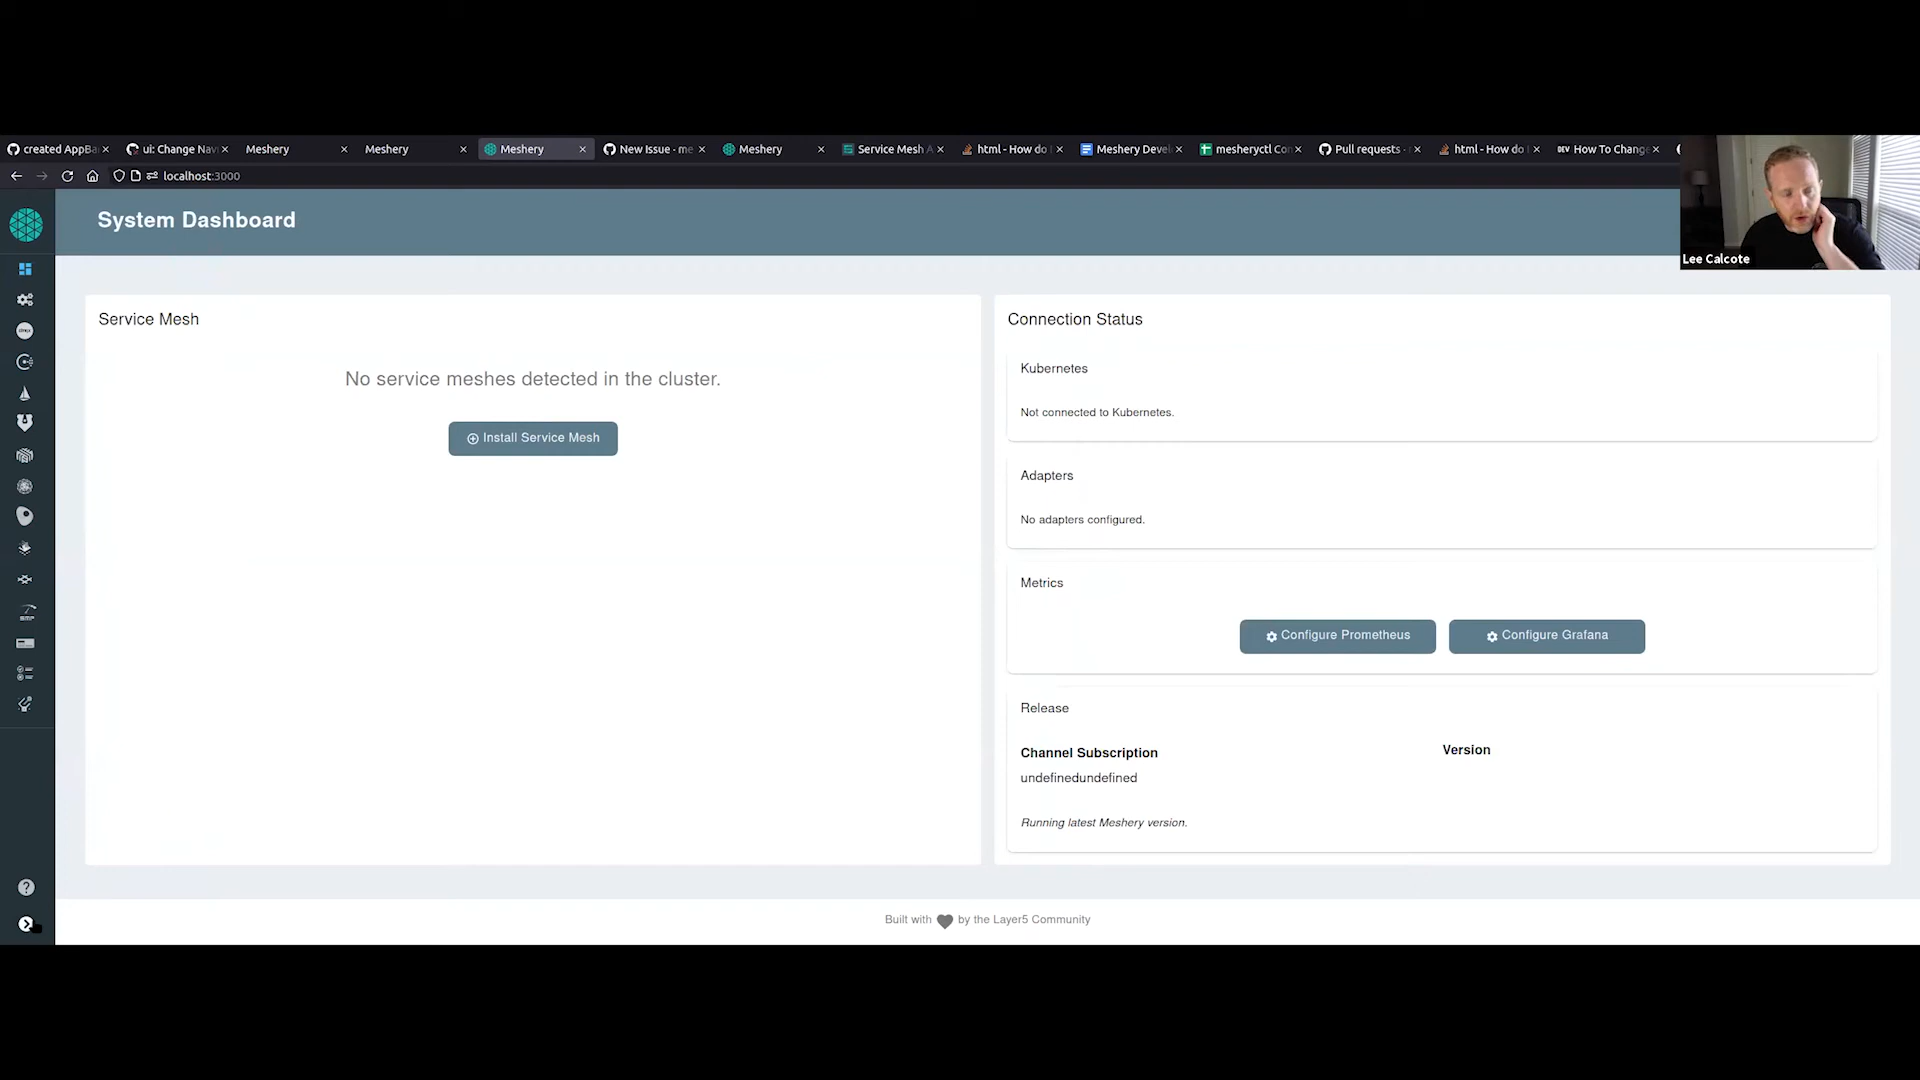 created AppBa
ui: Change Nav
Meshery
Meshery
Meshery
New Issue · me
Meshery
Service Mesh A
html - How do
Meshery Devel
mesheryctl Con
Pull requests ·
html - How do
DEV How To Change
localhost:3000
System Dashboard
Lee Calcote
Service Mesh
No service meshes detected in the cluster.
Install Service Mesh
Connection Status
Kubernetes
Not connected to Kubernetes.
Adapters
No adapters configured.
Metrics
Configure Prometheus
Configure Grafana
Release
Channel Subscription
Version
undefinedundefined
Running latest Meshery version.
Built with by the Layer5 Community